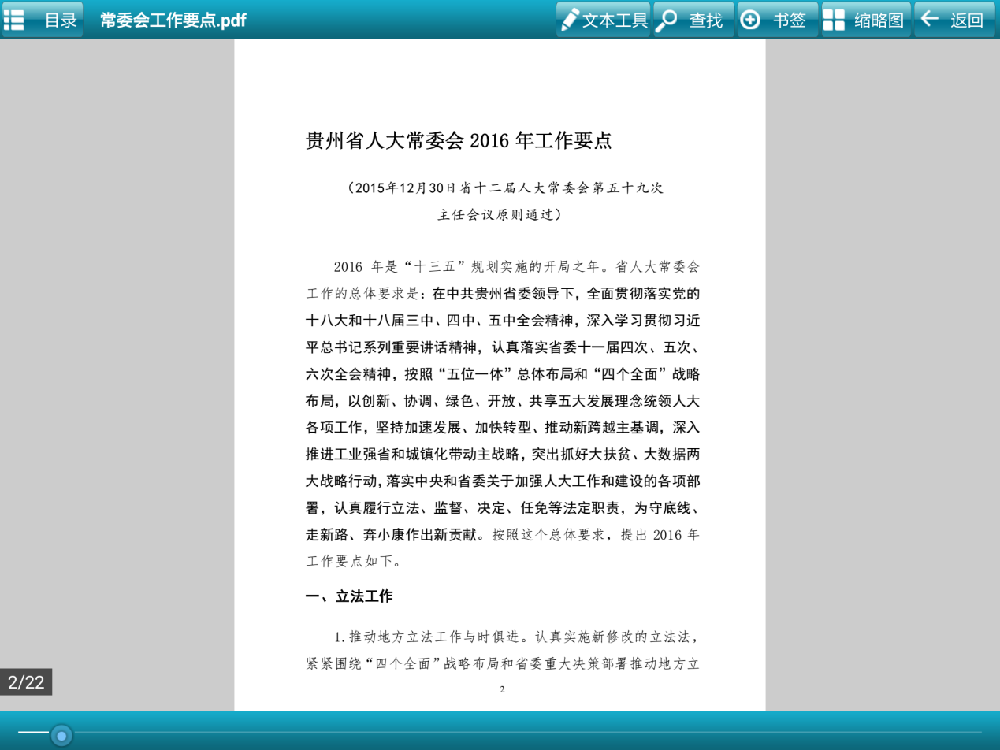 目录 常委会工作要点.pdf 文本工具 查找 书签 缩略图 返回
贵州省人大常委会 2016 年工作要点
（2015年12月30日省十二届人大常委会第五十九次
主任会议原则通过）
2016 年是“十三五”规划实施的开局之年。省人大常委会
工作的总体要求是：在中共贵州省委领导下，全面贯彻落实党的
十八大和十八届三中、四中、五中全会精神，深入学习贯彻习近
平总书记系列重要讲话精神，认真落实省委十一届四次、五次、
六次全会精神，按照“五位一体”总体布局和“四个全面”战略
布局，以创新、协调、绿色、开放、共享五大发展理念统领人大
各项工作，坚持加速发展、加快转型、推动新跨越主基调，深入
推进工业强省和城镇化带动主战略，突出抓好大扶贫、大数据两
大战略行动，落实中央和省委关于加强人大工作和建设的各项部
署，认真履行立法、监督、决定、任免等法定职责，为守底线、
走新路、奔小康作出新贡献。按照这个总体要求，提出 2016 年
工作要点如下。
一、立法工作
1.推动地方立法工作与时俱进。认真实施新修改的立法法，
紧紧围绕“四个全面”战略布局和省委重大决策部署推动地方立
2/22
2